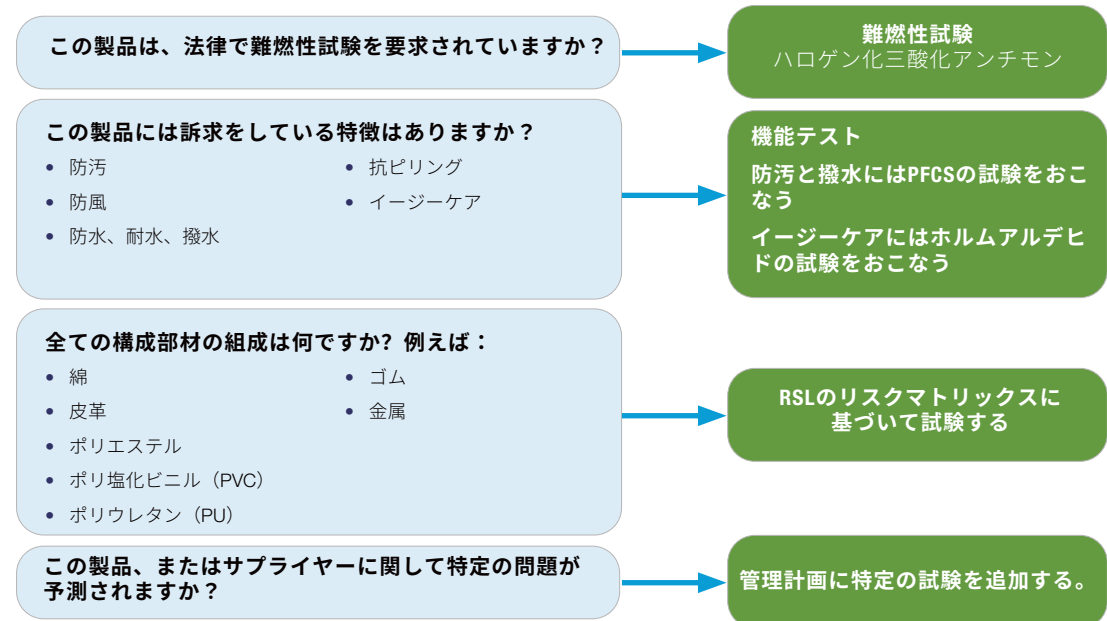 この製品は、法律で難燃性試験を要求されていますか？
難燃性試験
ハロゲン化三酸化アンチモン
この製品には訴求をしている特徴はありますか？
• 防汚
• 防風
• 防水、耐水、撥水
• 抗ピリング
• イージーケア
機能テスト
防汚と撥水にはPFCSの試験をおこ
なう
イージーケアにはホルムアルデヒ
ドの試験をおこなう
全ての構成部材の組成は何ですか？例えば：
• 綿
• 皮革
• ポリエステル
• ポリ塩化ビニル（PVC）
• ポリウレタン（PU）
• ゴム
• 金属
RSLのリスクマトリックスに
基づいて試験する
この製品、またはサプライヤーに関して特定の問題が
予測されますか？
管理計画に特定の試験を追加する。